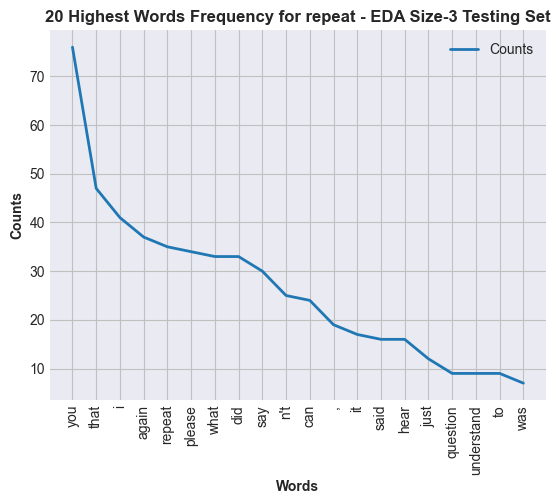 20 Highest Words Frequency for repeat - EDA Size-3 Testing Set
Counts
70
60
50
40
30
20
10
Counts
you
that
i
again
repeat
please
what
did
say
n't
can
,
it
said
hear
just
question
understand
to
was
Words